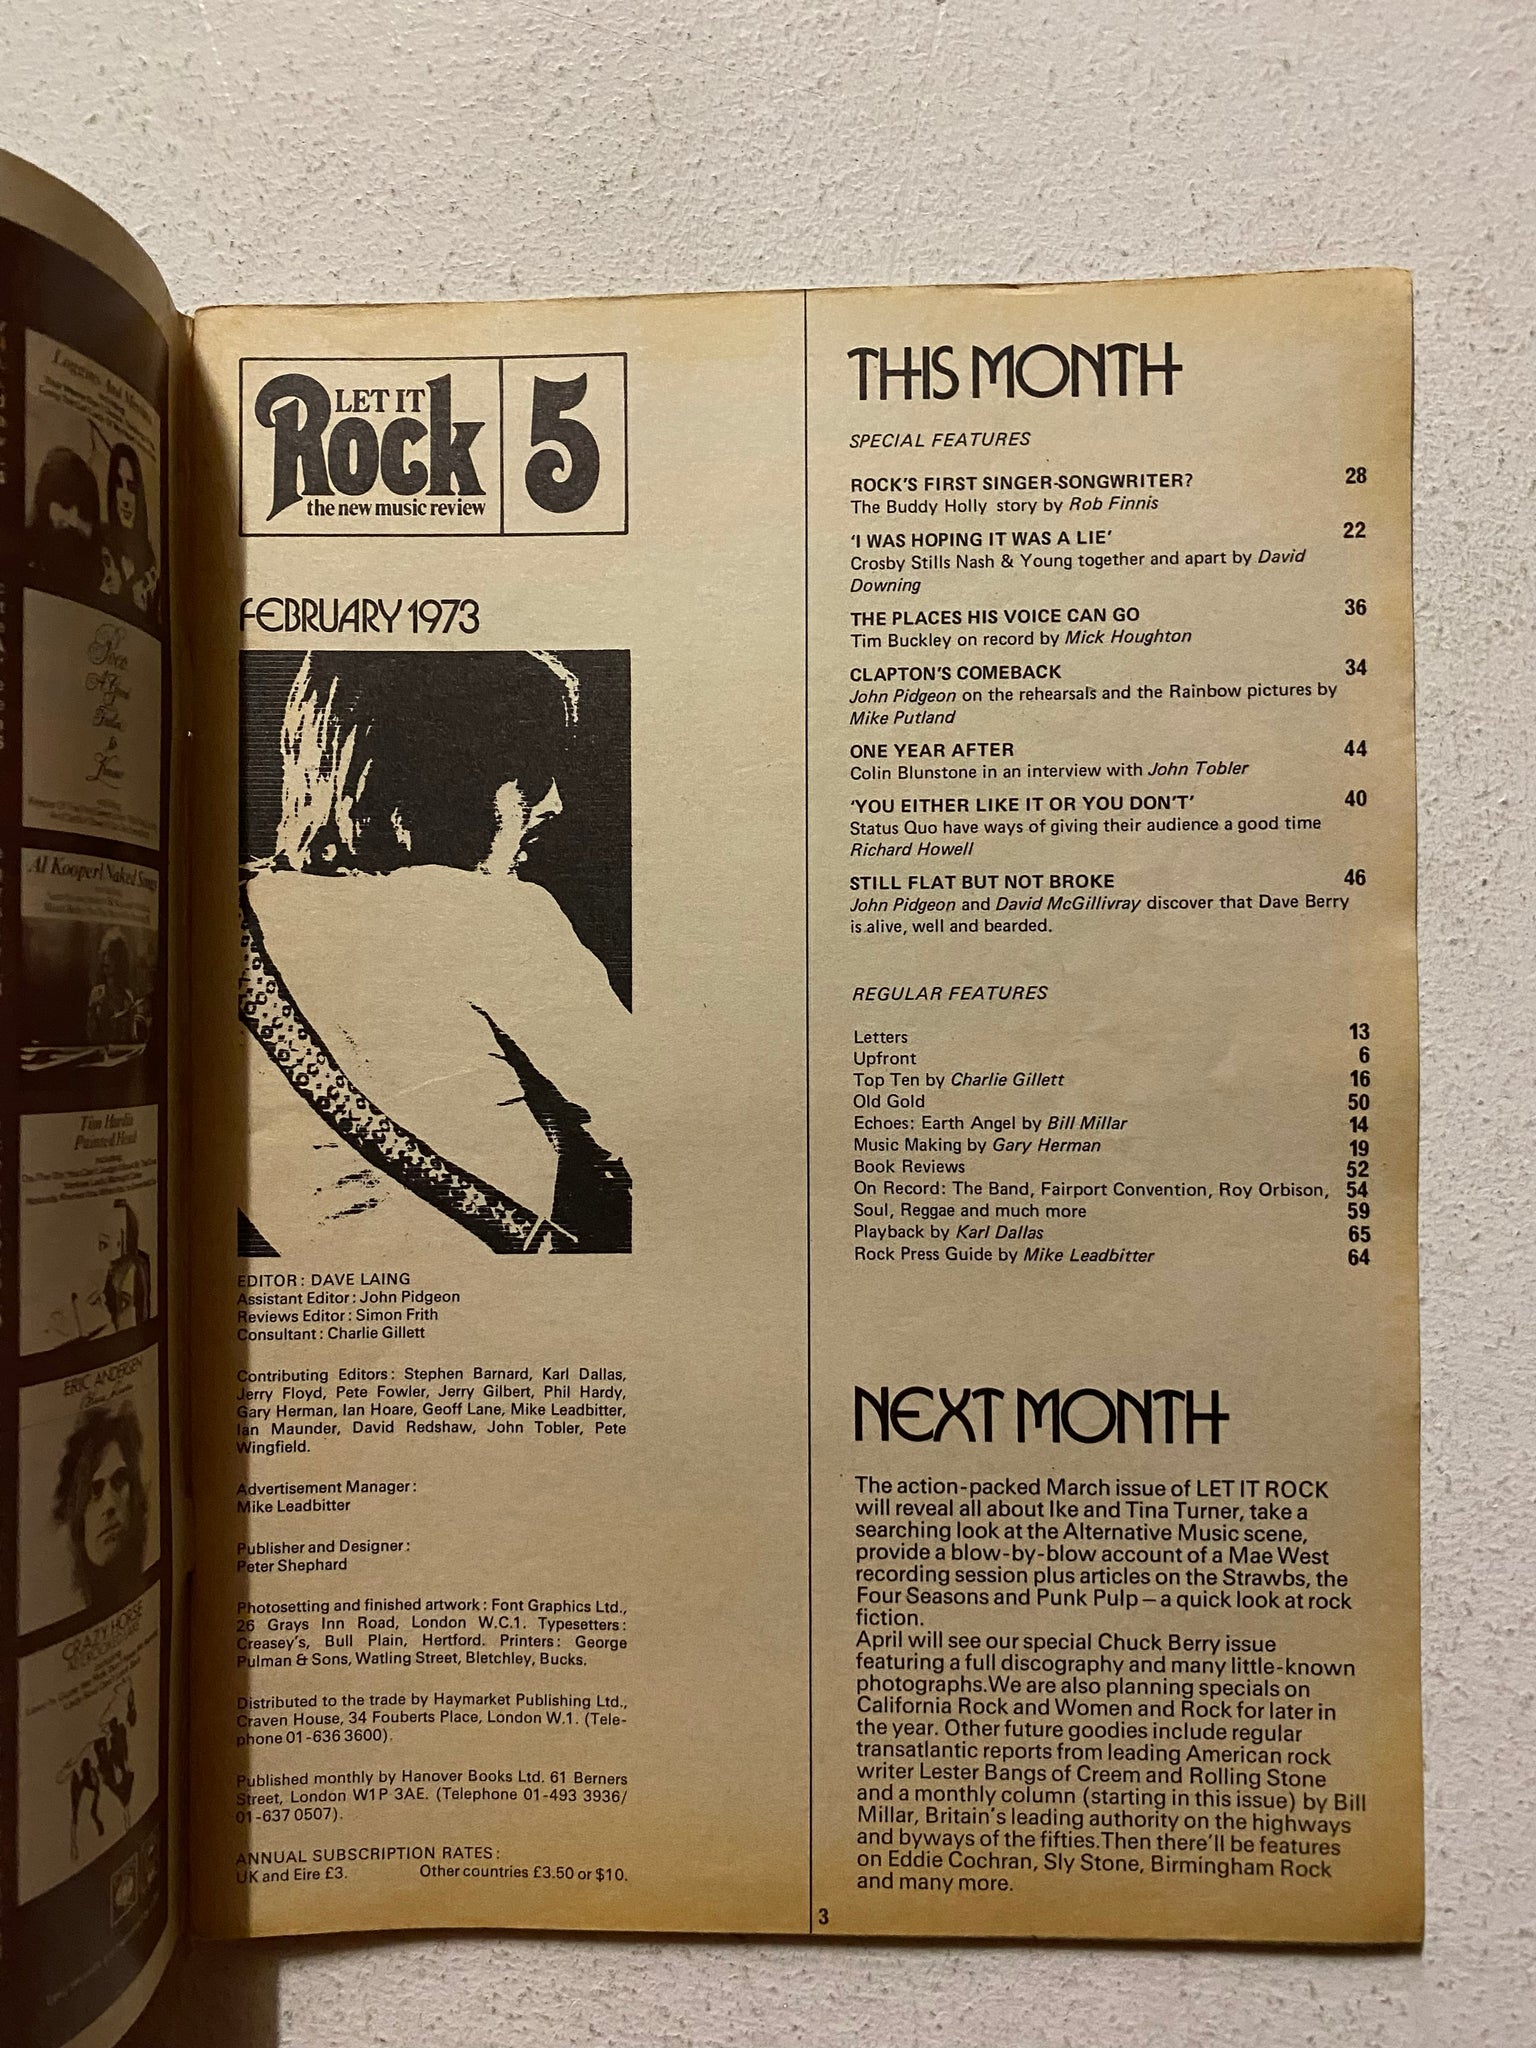 LET IT
Rock
the new music review
5
FEBRUARY 1973
EDITOR: DAVE LAING
Assistant Editor: John Pidgeon
Reviews Editor: Simon Frith
Consultant: Charlie Gillett
Contributing Editors: Stephen Barnard, Karl Dallas,
Jerry Floyd, Pete Fowler, Jerry Gilbert, Phil Hardy,
Gary Herman, Ian Hoare, Geoff Lane, Mike Leadbitter,
Ian Maunder, David Redshaw, John Tobler, Pete
Wingfield.
Advertisement Manager:
Mike Leadbitter
Publisher and Designer:
Peter Shephard
Photosetting and finished artwork: Font Graphics Ltd.,
26 Grays Inn Road, London W.C.1. Typesetters:
Creasey's, Bull Plain, Hertford. Printers: George
Pulman & Sons, Watling Street, Bletchley, Bucks.
Distributed to the trade by Haymarket Publishing Ltd.,
Craven House, 34 Fouberts Place, London W.1. (Tele-
phone 01-636 3600).
Published monthly by Hanover Books Ltd. 61 Berners
Street, London W1P 3AE. (Telephone 01-493 3936/
01-637 0507).
ANNUAL SUBSCRIPTION RATES:
UK and Eire £3. Other countries £3.50 or $10.
THIS MONTH
SPECIAL FEATURES
ROCK'S FIRST SINGER-SONGWRITER? 28
The Buddy Holly story by Rob Finnis
'I WAS HOPING IT WAS A LIE' 22
Crosby Stills Nash & Young together and apart by David
Downing
THE PLACES HIS VOICE CAN GO 36
Tim Buckley on record by Mick Houghton
CLAPTON'S COMEBACK 34
John Pidgeon on the rehearsals and the Rainbow pictures by
Mike Putland
ONE YEAR AFTER 44
Colin Blunstone in an interview with John Tobler
'YOU EITHER LIKE IT OR YOU DON'T' 40
Status Quo have ways of giving their audience a good time
Richard Howell
STILL FLAT BUT NOT BROKE 46
John Pidgeon and David McGillivray discover that Dave Berry
is alive, well and bearded.
REGULAR FEATURES
Letters 13
Upfront 6
Top Ten by Charlie Gillett 16
Old Gold 50
Echoes: Earth Angel by Bill Millar 14
Music Making by Gary Herman 19
Book Reviews 52
On Record: The Band, Fairport Convention, Roy Orbison, 54
Soul, Reggae and much more 59
Playback by Karl Dallas 65
Rock Press Guide by Mike Leadbitter 64
NEXT MONTH
The action-packed March issue of LET IT ROCK
will reveal all about Ike and Tina Turner, take a
searching look at the Alternative Music scene,
provide a blow-by-blow account of a Mae West
recording session plus articles on the Strawbs, the
Four Seasons and Punk Pulp – a quick look at rock
fiction.
April will see our special Chuck Berry issue
featuring a full discography and many little-known
photographs. We are also planning specials on
California Rock and Women and Rock for later in
the year. Other future goodies include regular
transatlantic reports from leading American rock
writer Lester Bangs of Creem and Rolling Stone
and a monthly column (starting in this issue) by Bill
Millar, Britain's leading authority on the highways
and byways of the fifties. Then there'll be features
on Eddie Cochran, Sly Stone, Birmingham Rock
and many more.
3
Al Kooper/Naked Songs
Tim Hardin
Painted Head
ERIC ANDERSEN
CRAZY HORSE